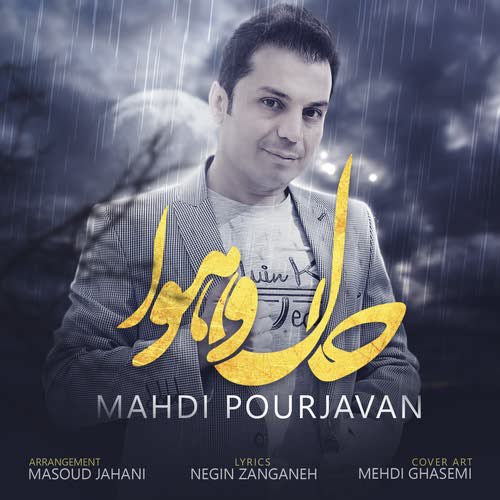 حال و هوا
MAHDI POURJAVAN
ARRANGEMENT
MASOUD JAHANI
LYRICS
NEGIN ZANGANEH
COVER ART
MEHDI GHASEMI